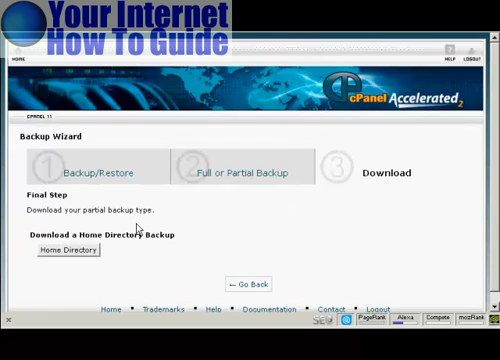 Your Internet
How To Guide
HOME
HELP
LOGOUT
cPanel Accelerated2
CPANEL 11
Backup Wizard
1 Backup/Restore
2 Full or Partial Backup
3 Download
Final Step
Download your partial backup type.
Download a Home Directory Backup
Home Directory
← Go Back
Home • Trademarks • Help • Documentation • Contact • Logout
PageRank
Alexa
Compete
mozRank